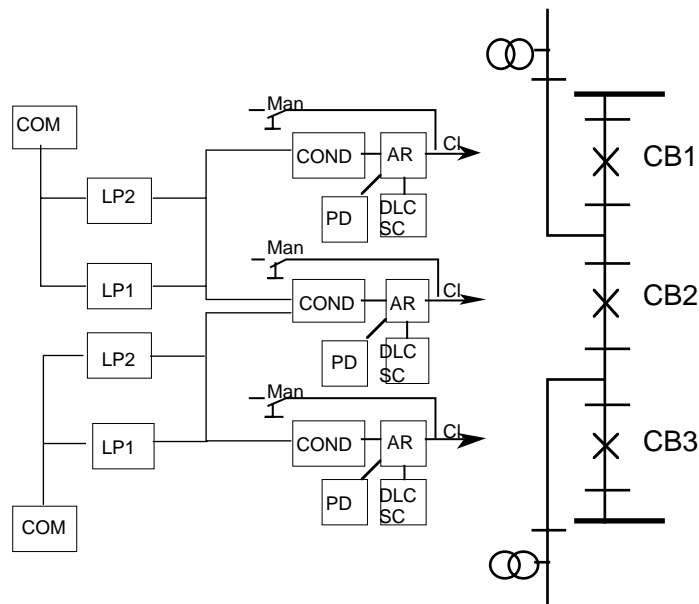 Man
COM
COND
AR
Cl
CB1
LP2
PD
DLC
SC
Man
LP1
COND
AR
Cl
CB2
LP2
PD
DLC
SC
Man
LP1
COND
AR
Cl
CB3
COM
PD
DLC
SC